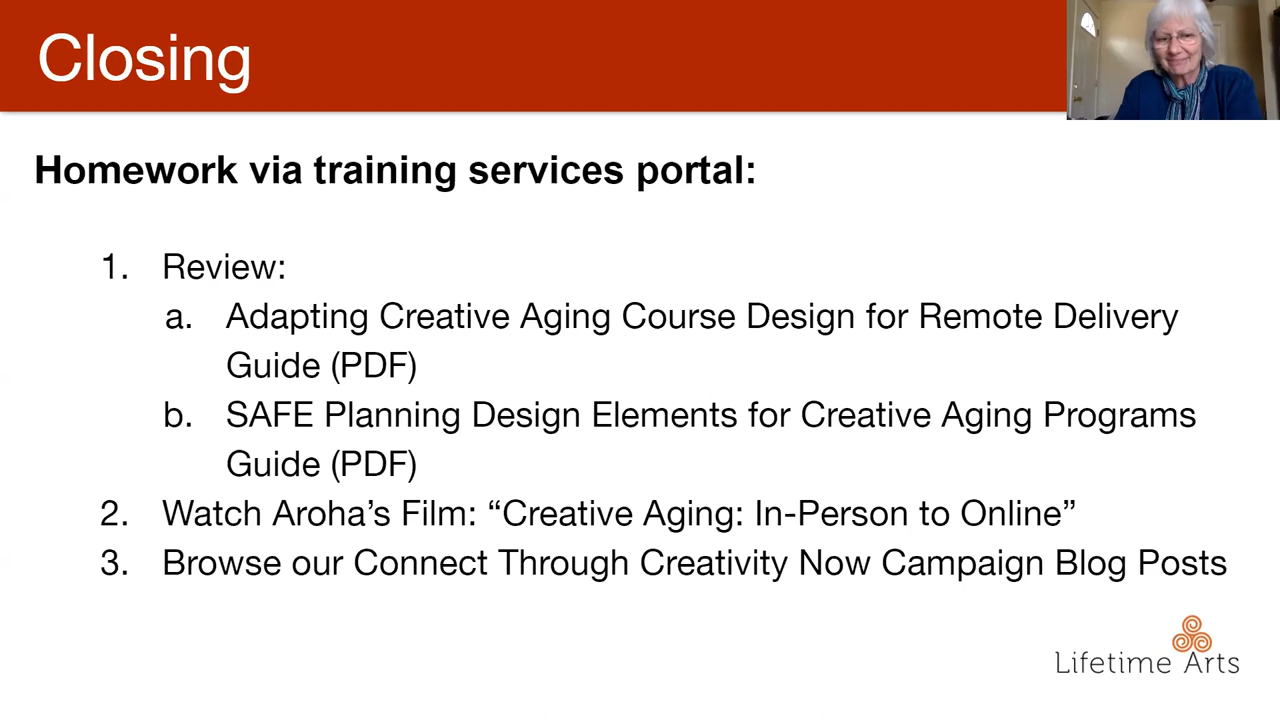 Closing
Homework via training services portal:
1. Review:
a. Adapting Creative Aging Course Design for Remote Delivery
Guide (PDF)
b. SAFE Planning Design Elements for Creative Aging Programs
Guide (PDF)
2. Watch Aroha’s Film: “Creative Aging: In-Person to Online”
3. Browse our Connect Through Creativity Now Campaign Blog Posts
Lifetime Arts